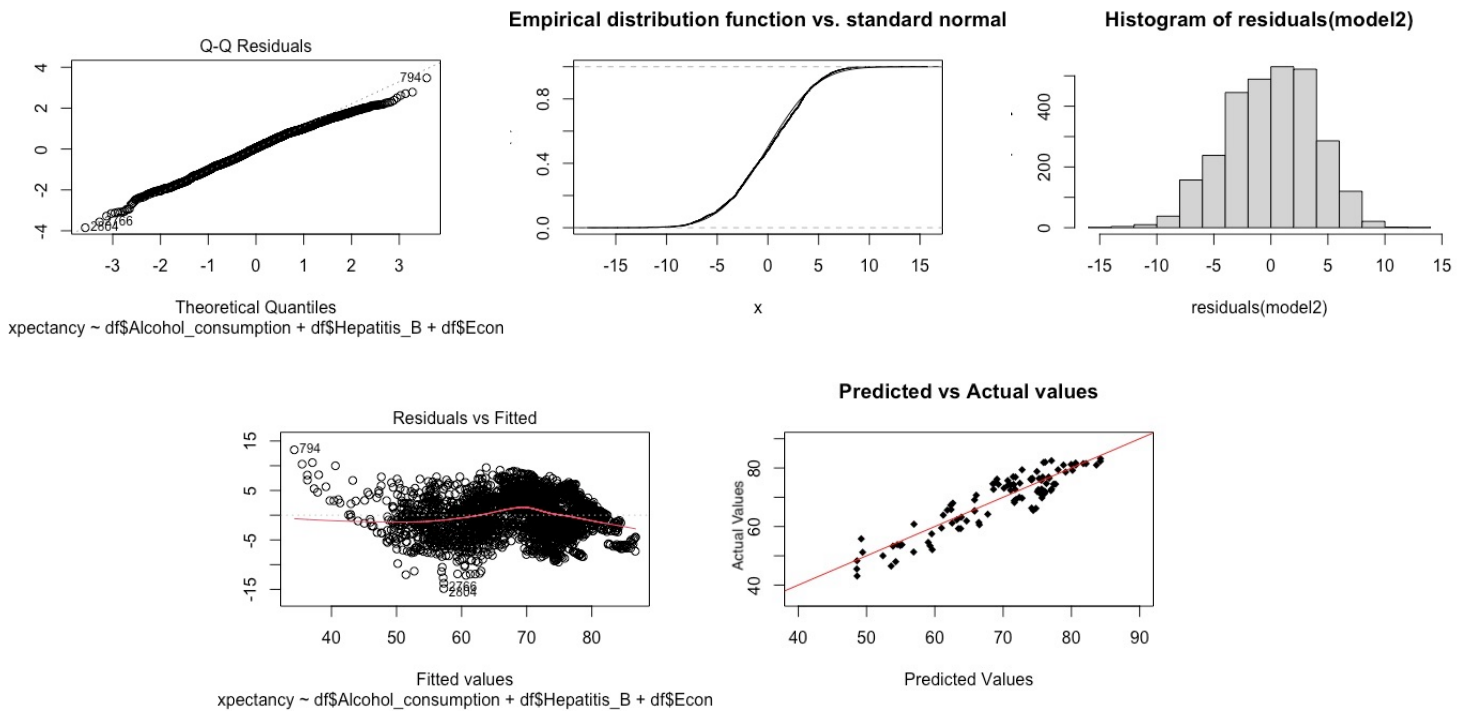 Empirical distribution function vs. standard normal
Histogram of residuals(model2)
Q-Q Residuals
4
2
0
-2
-4
794
2766
2804
-3 -2 -1 0 1 2 3
Theoretical Quantiles
xpectancy ~ df$Alcohol_consumption + df$Hepatitis_B + df$Econ
0.8
0.4
0.0
-15 -10 -5 0 5 10 15
x
400
200
0
-15 -10 -5 0 5 10 15
residuals(model2)
Residuals vs Fitted
15
5
-5
-15
794
2766
2804
40 50 60 70 80
Fitted values
xpectancy ~ df$Alcohol_consumption + df$Hepatitis_B + df$Econ
Predicted vs Actual values
Actual Values
80
60
40
40 50 60 70 80 90
Predicted Values